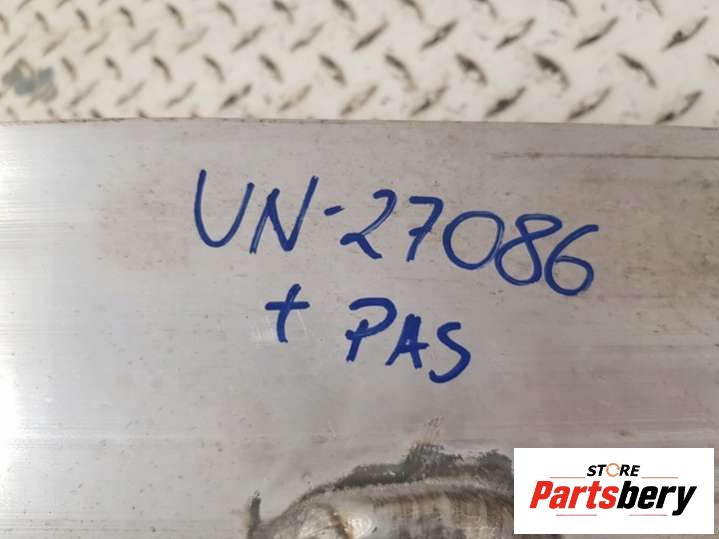 UN-27086
+ PAS
STORE
Partsbery